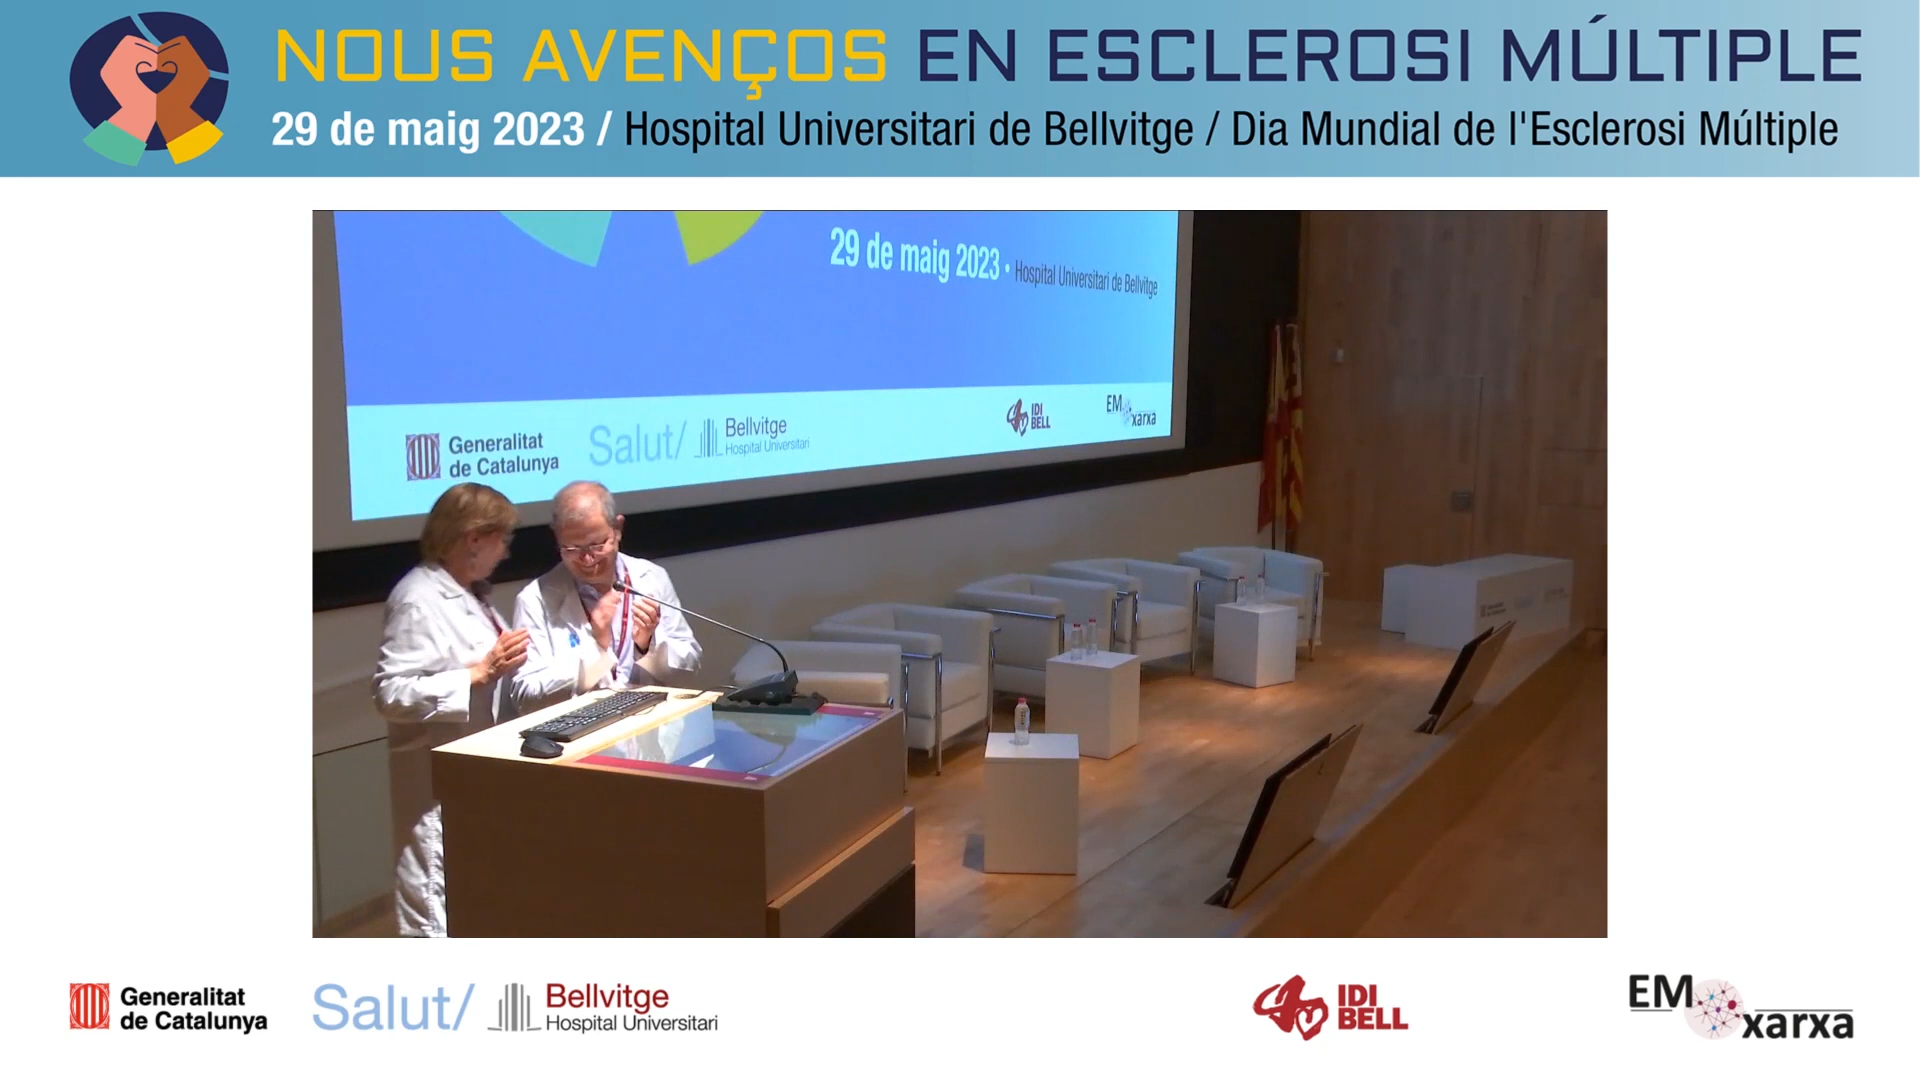 NOUS AVENÇOS EN ESCLEROSI MÚLTIPLE
29 de maig 2023 / Hospital Universitari de Bellvitge / Dia Mundial de l'Esclerosi Múltiple
29 de maig 2023 · Hospital Universitari de Bellvitge
Generalitat
de Catalunya
Salut/
Bellvitge
Hospital Universitari
IDI
BELL
EM
xarxa
Generalitat
de Catalunya
Salut/
Bellvitge
Hospital Universitari
IDI
BELL
EM
xarxa